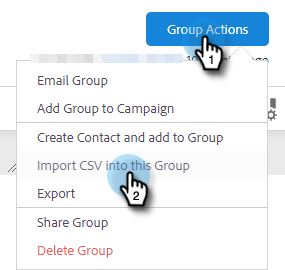 Group Actions
1
Email Group
Add Group to Campaign
Create Contact and add to Group
Import CSV into this Group
2
Export
Share Group
Delete Group